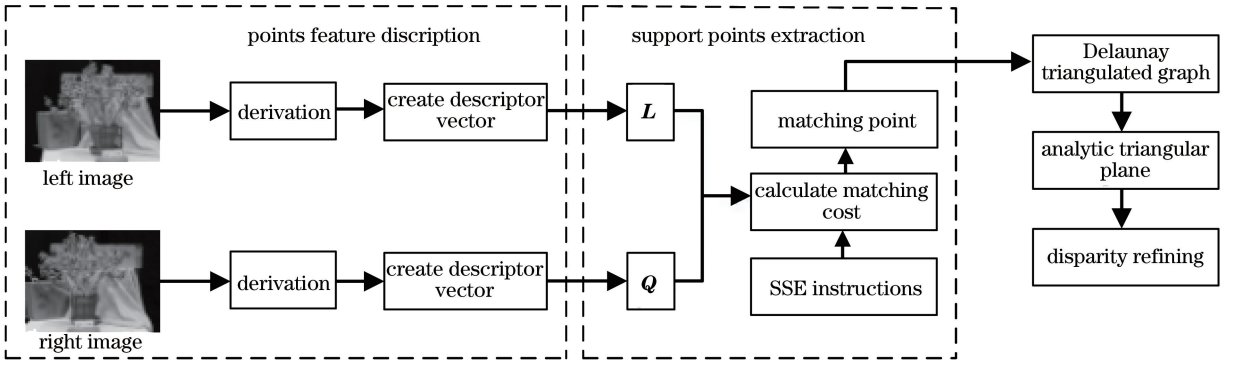 points feature discription
support points extraction
left image
derivation
create descriptor
vector
L
right image
derivation
create descriptor
vector
Q
matching point
calculate matching
cost
SSE instructions
Delaunay
triangulated graph
analytic triangular
plane
disparity refining